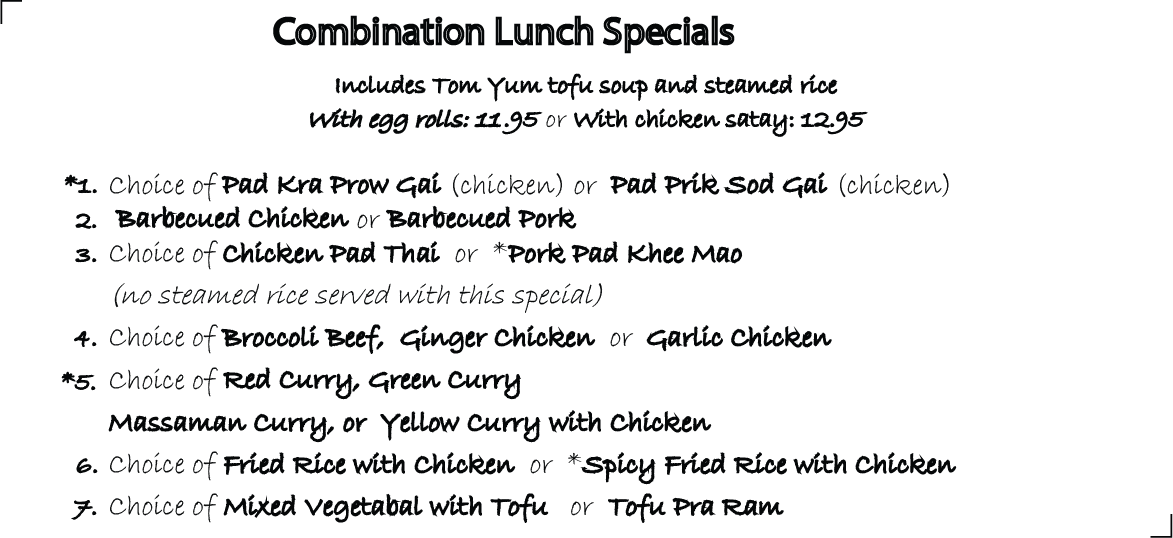 Combination Lunch Specials
Includes Tom Yum tofu soup and steamed rice
With egg rolls: 11.95 or With chicken satay: 12.95
*1. Choice of Pad Kra Prow Gai (chicken) or Pad Prik Sod Gai (chicken)
2. Barbecued Chicken or Barbecued Pork
3. Choice of Chicken Pad Thai or *Pork Pad Khee Mao
(no steamed rice served with this special)
4. Choice of Broccoli Beef, Ginger Chicken or Garlic Chicken
*5. Choice of Red Curry, Green Curry
Massaman Curry, or Yellow Curry with Chicken
6. Choice of Fried Rice with Chicken or *Spicy Fried Rice with Chicken
7. Choice of Mixed Vegetabal with Tofu or Tofu Pra Ram